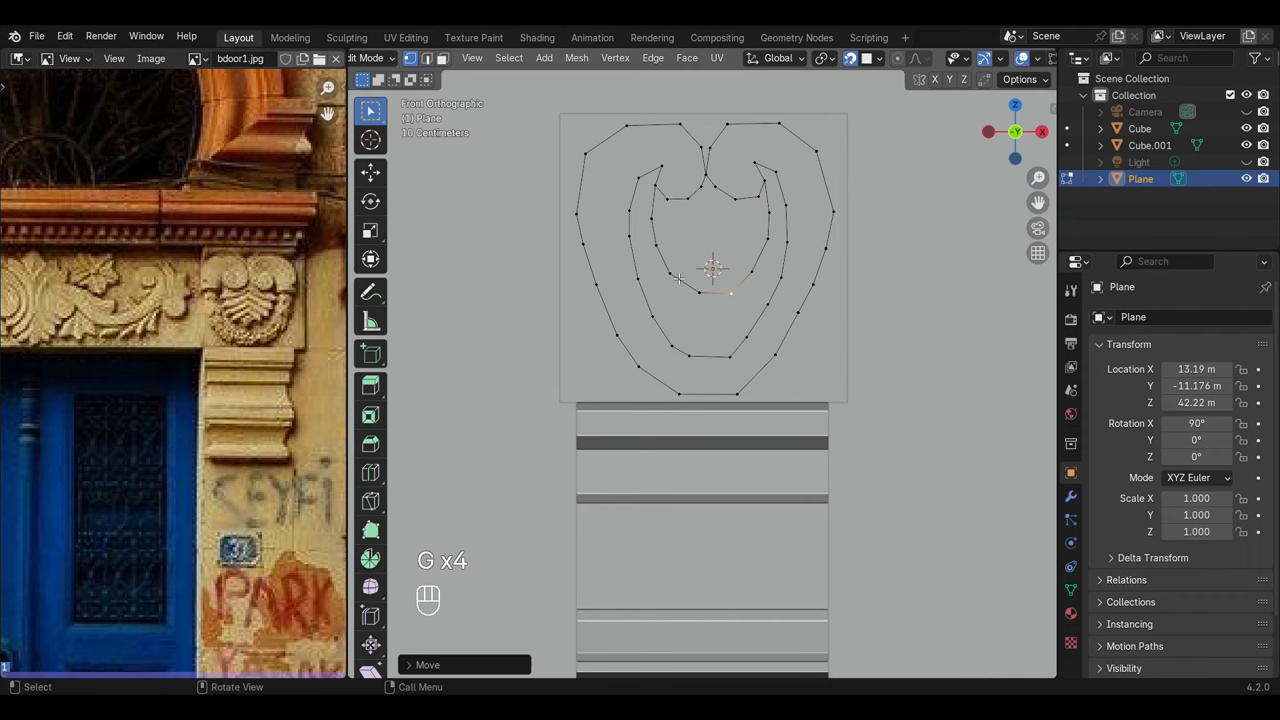 File Edit Render Window Help Layout Modeling Sculpting UV Editing Texture Paint Shading Animation Rendering Compositing Geometry Nodes Scripting Scene ViewLayer
View View Image bdoor1.jpg
dit Mode View Select Add Mesh Vertex Edge Face UV Global
Search
X Y Z Options
Scene Collection
Collection
Camera
Cube
Cube.001
Light
Plane
Front Orthographic
(1) Plane
10 Centimeters
Z
-Y
X
Search
Plane
Plane
Transform
Location X 13.19 m
Y -11.176 m
Z 42.22 m
Rotation X 90°
Y 0°
Z 0°
Mode XYZ Euler
Scale X 1.000
Y 1.000
Z 1.000
Delta Transform
Relations
Collections
Instancing
Motion Paths
Visibility
SEYFi
31
PARK
G x4
Move
1
Select Rotate View Call Menu 4.2.0